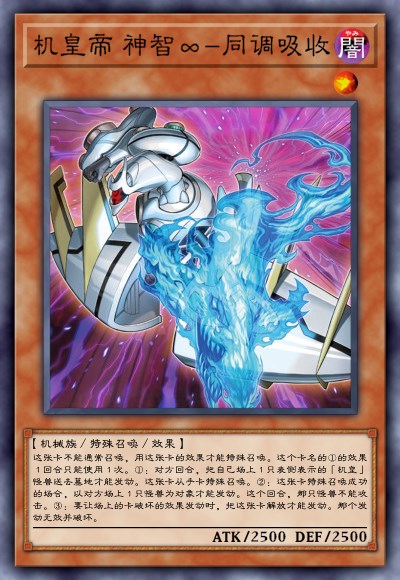 机皇帝 神智∞-同调吸收
やみ
闇
【机械族／特殊召唤／效果】
这张卡不能通常召唤，用这张卡的效果才能特殊召唤。这个卡名的①的效果
1回合只能使用1次。①：对方回合，把自己场上1只表侧表示的「机皇」
怪兽送去墓地才能发动。这张卡从手卡特殊召唤。②：这张卡特殊召唤成功
的场合，以对方场上1只怪兽为对象才能发动。这个回合，那只怪兽不能攻
击。③：要让场上的卡破坏的效果发动时，把这张卡解放才能发动。那个发
动无效并破坏。
ATK/2500 DEF/2500